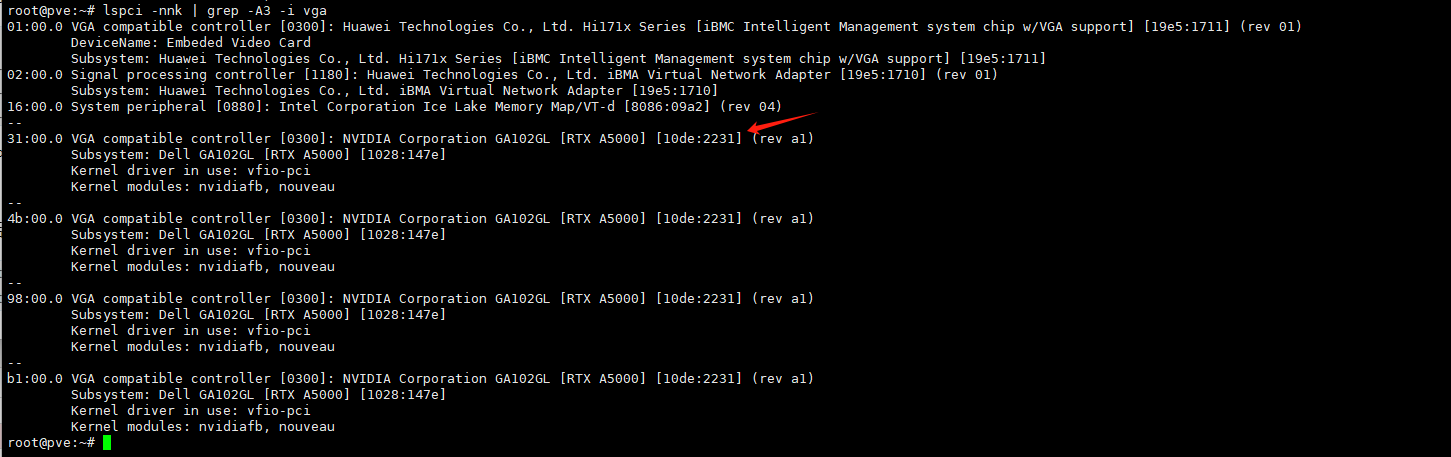 root@pve:~# lspci -nnk | grep -A3 -i vga
01:00.0 VGA compatible controller [0300]: Huawei Technologies Co., Ltd. Hi171x Series [iBMC Intelligent Management system chip w/VGA support] [19e5:1711] (rev 01)
DeviceName: Embeded Video Card
Subsystem: Huawei Technologies Co., Ltd. Hi171x Series [iBMC Intelligent Management system chip w/VGA support] [19e5:1711]
02:00.0 Signal processing controller [1180]: Huawei Technologies Co., Ltd. iBMA Virtual Network Adapter [19e5:1710] (rev 01)
Subsystem: Huawei Technologies Co., Ltd. iBMA Virtual Network Adapter [19e5:1710]
16:00.0 System peripheral [0880]: Intel Corporation Ice Lake Memory Map/VT-d [8086:09a2] (rev 04)
--
31:00.0 VGA compatible controller [0300]: NVIDIA Corporation GA102GL [RTX A5000] [10de:2231] (rev a1)
Subsystem: Dell GA102GL [RTX A5000] [1028:147e]
Kernel driver in use: vfio-pci
Kernel modules: nvidiafb, nouveau
--
4b:00.0 VGA compatible controller [0300]: NVIDIA Corporation GA102GL [RTX A5000] [10de:2231] (rev a1)
Subsystem: Dell GA102GL [RTX A5000] [1028:147e]
Kernel driver in use: vfio-pci
Kernel modules: nvidiafb, nouveau
--
98:00.0 VGA compatible controller [0300]: NVIDIA Corporation GA102GL [RTX A5000] [10de:2231] (rev a1)
Subsystem: Dell GA102GL [RTX A5000] [1028:147e]
Kernel driver in use: vfio-pci
Kernel modules: nvidiafb, nouveau
--
b1:00.0 VGA compatible controller [0300]: NVIDIA Corporation GA102GL [RTX A5000] [10de:2231] (rev a1)
Subsystem: Dell GA102GL [RTX A5000] [1028:147e]
Kernel driver in use: vfio-pci
Kernel modules: nvidiafb, nouveau
root@pve:~#